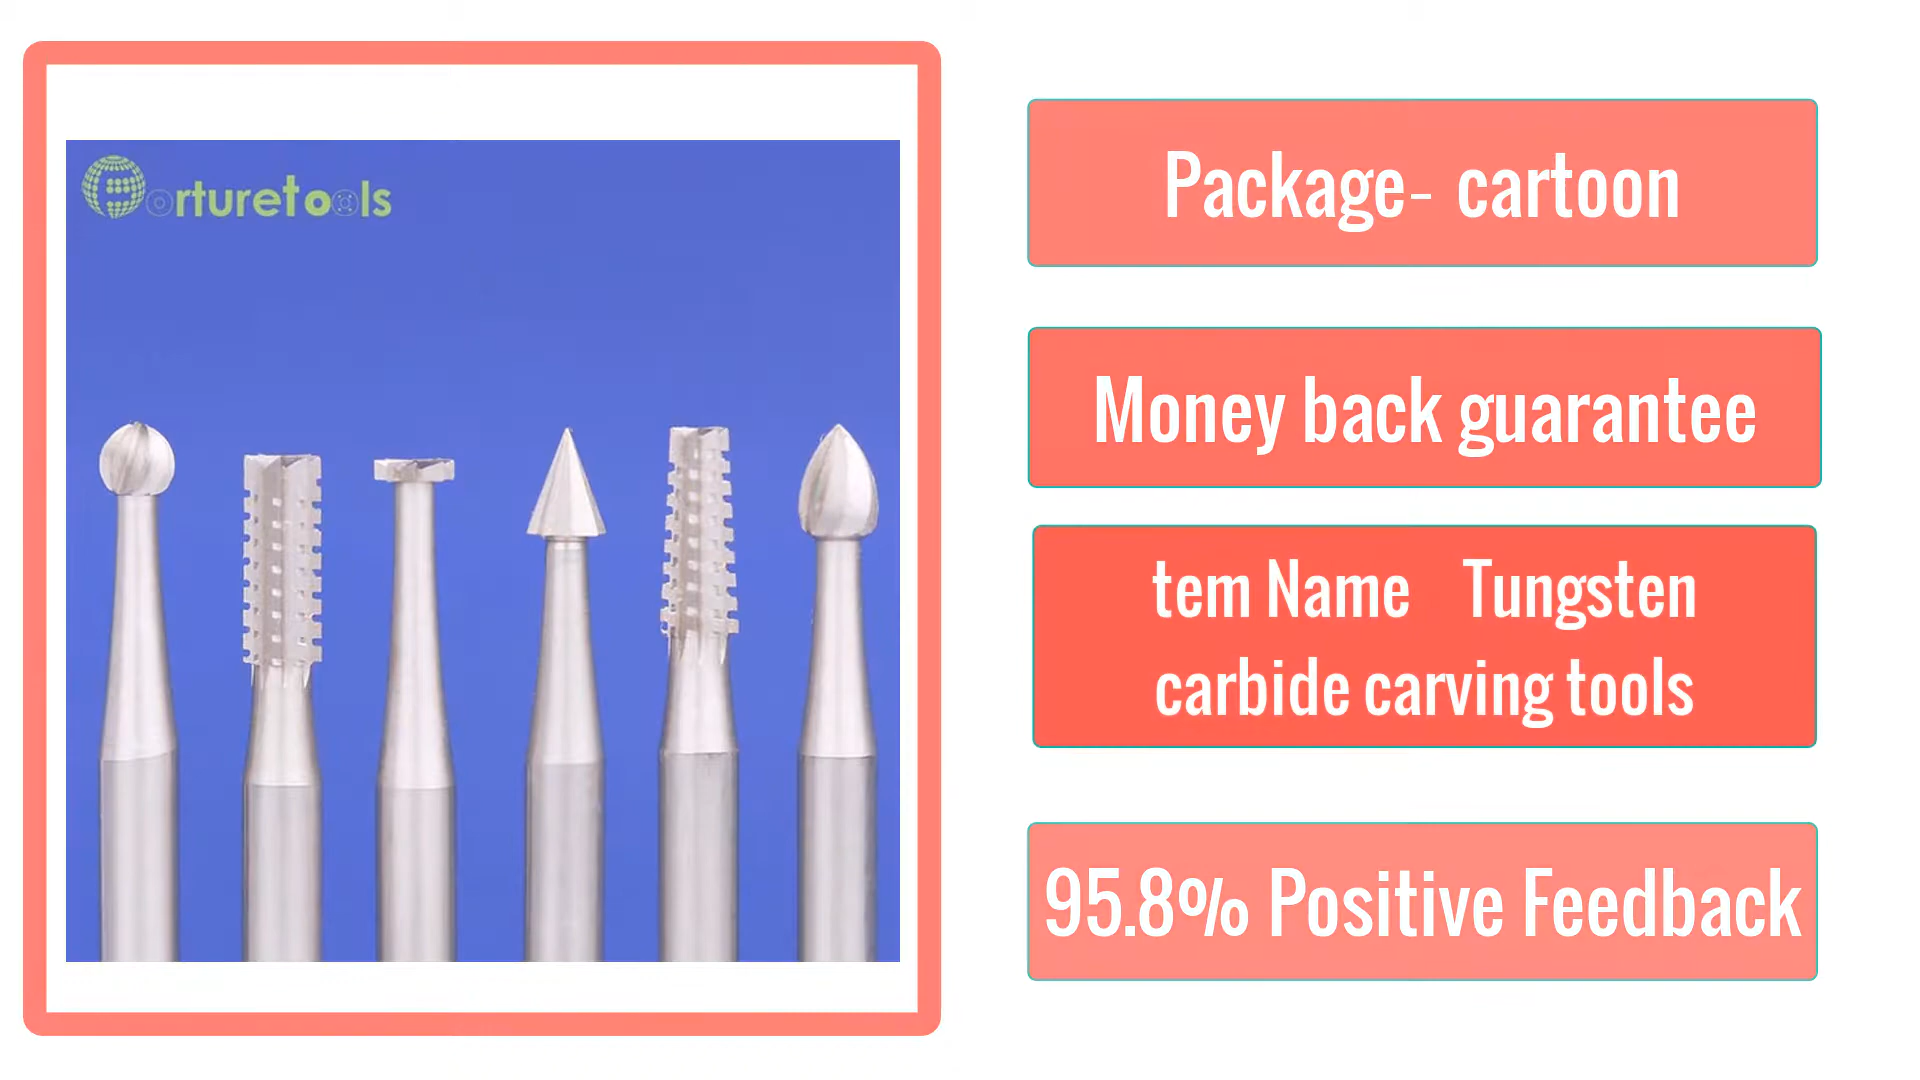 orturetools
Package- cartoon
Money back guarantee
tem Name Tungsten
carbide carving tools
95.8% Positive Feedback